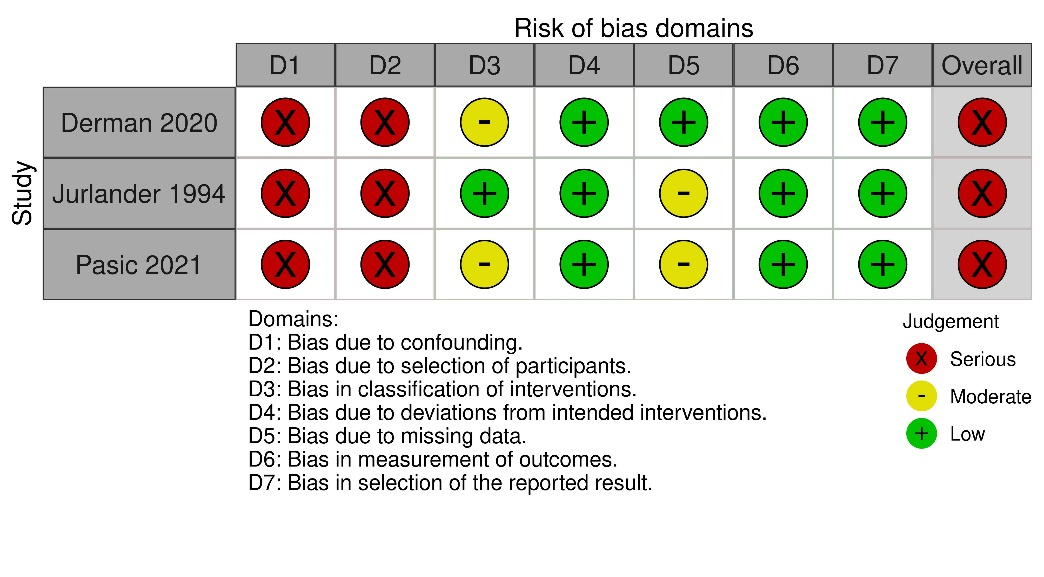 Risk of bias domains
D1 D2 D3 D4 D5 D6 D7 Overall
Study
Derman 2020 X X - + + + + X
Jurlander 1994 X X + + - + + X
Pasic 2021 X X - + - + + X
Domains:
D1: Bias due to confounding.
D2: Bias due to selection of participants.
D3: Bias in classification of interventions.
D4: Bias due to deviations from intended interventions.
D5: Bias due to missing data.
D6: Bias in measurement of outcomes.
D7: Bias in selection of the reported result.
Judgement
X Serious
- Moderate
+ Low